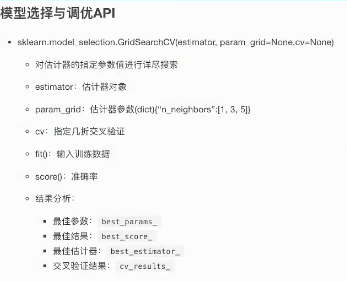 模型选择与调优API
sklearn.model_selection.GridSearchCV(estimator, param_grid=None,cv=None)
对估计器的指定参数值进行详尽搜索
estimator：估计器对象
param_grid：估计器参数(dict){“n_neighbors”:[1, 3, 5]}
cv：指定几折交叉验证
fit()：输入训练数据
score()：准确率
结果分析：
最佳参数： best_params_
最佳结果： best_score_
最佳估计器： best_estimator_
交叉验证结果： cv_results_